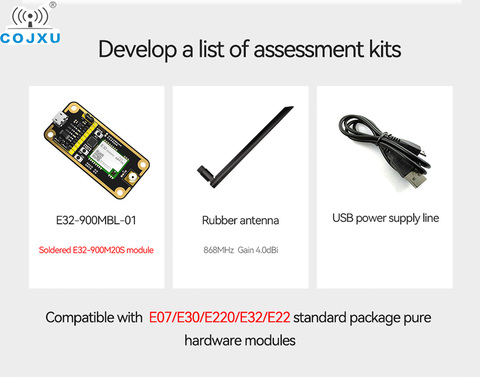 COJXU
Develop a list of assessment kits
E32-900MBL-01
Soldered E32-900M20S module
Rubber antenna
868MHz Gain 4.0dBi
USB power supply line
Compatible with E07/E30/E220/E32/E22 standard package pure
hardware modules